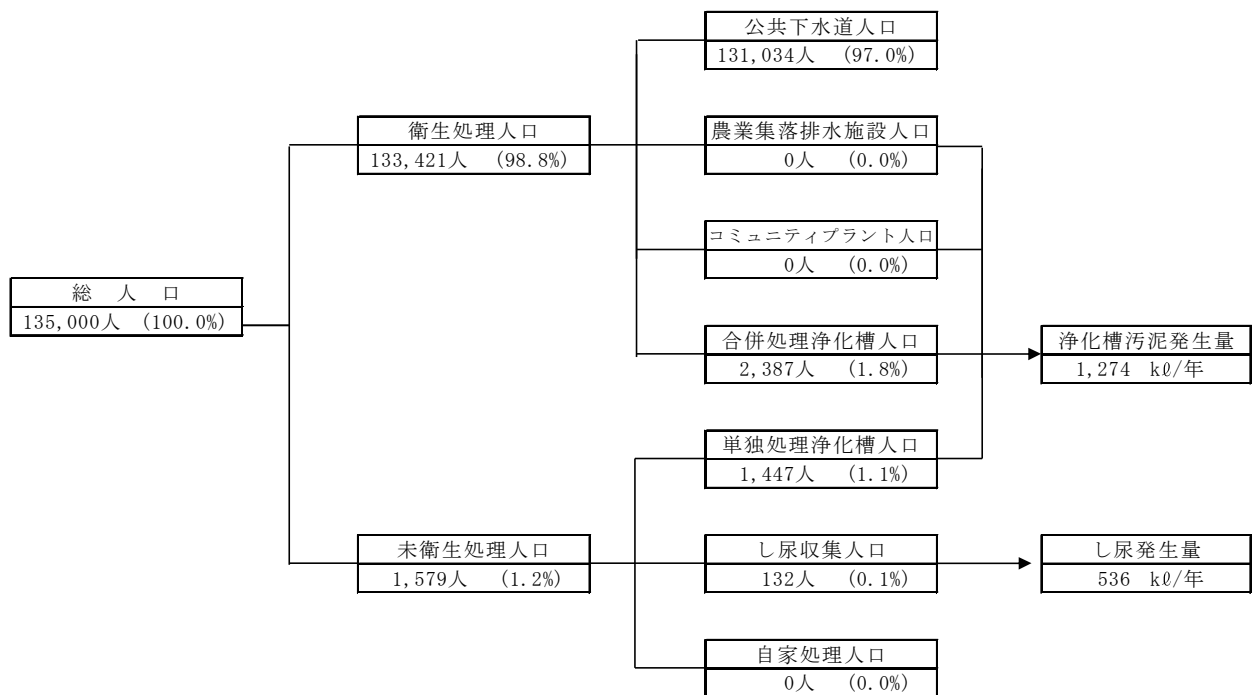 公共下水道人口
131,034人 (97.0%)
衛生処理人口
133,421人 (98.8%)
農業集落排水施設人口
0人 (0.0%)
コミュニティプラント人口
0人 (0.0%)
総 人 口
135,000人 (100.0%)
合併処理浄化槽人口
2,387人 (1.8%)
浄化槽汚泥発生量
1,274 kℓ/年
単独処理浄化槽人口
1,447人 (1.1%)
未衛生処理人口
1,579人 (1.2%)
し尿収集人口
132人 (0.1%)
し尿発生量
536 kℓ/年
自家処理人口
0人 (0.0%)